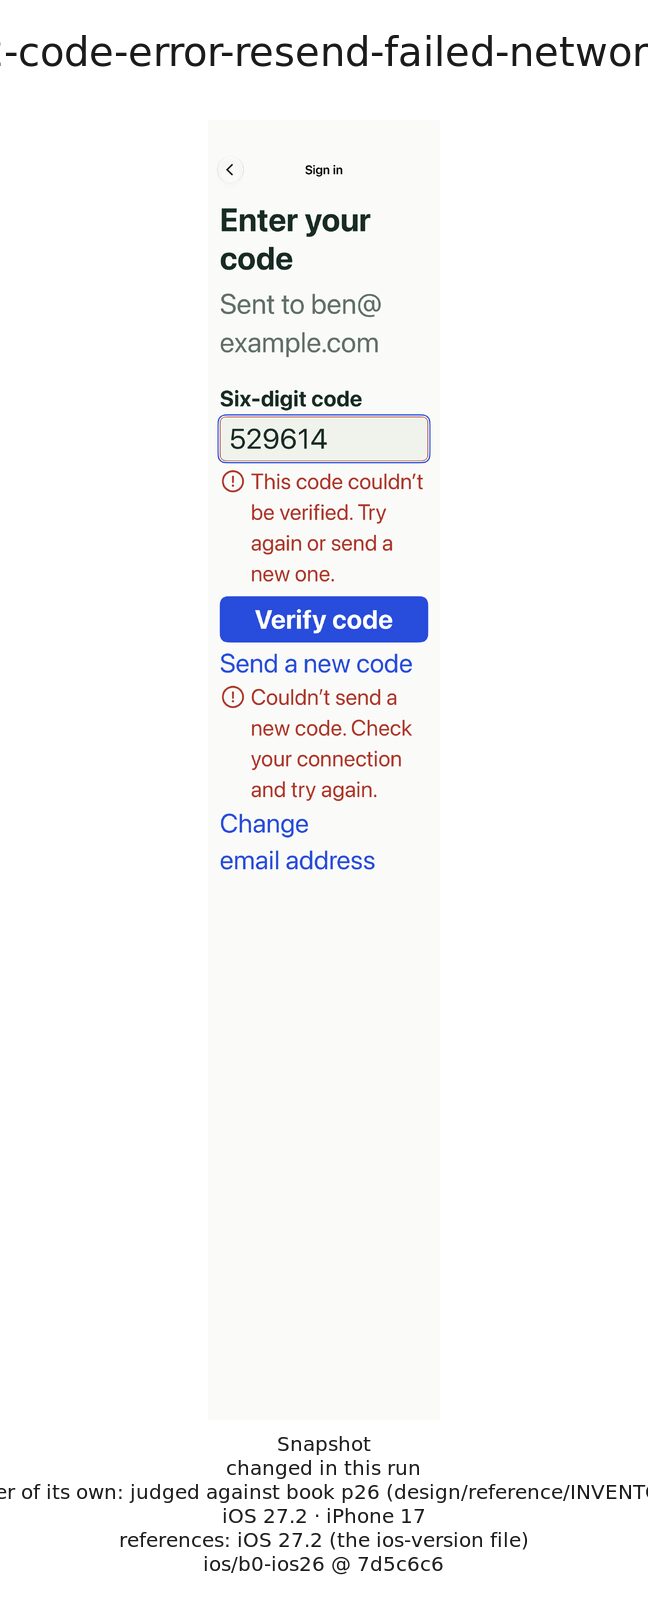 -code-error-resend-failed-networ
Sign in
Enter your
code
Sent to ben@
example.com
Six-digit code
529614
This code couldn’t
be verified. Try
again or send a
new one.
Verify code
Send a new code
Couldn’t send a
new code. Check
your connection
and try again.
Change
email address
Snapshot
changed in this run
er of its own: judged against book p26 (design/reference/INVENT
iOS 27.2 · iPhone 17
references: iOS 27.2 (the ios-version file)
ios/b0-ios26 @ 7d5c6c6